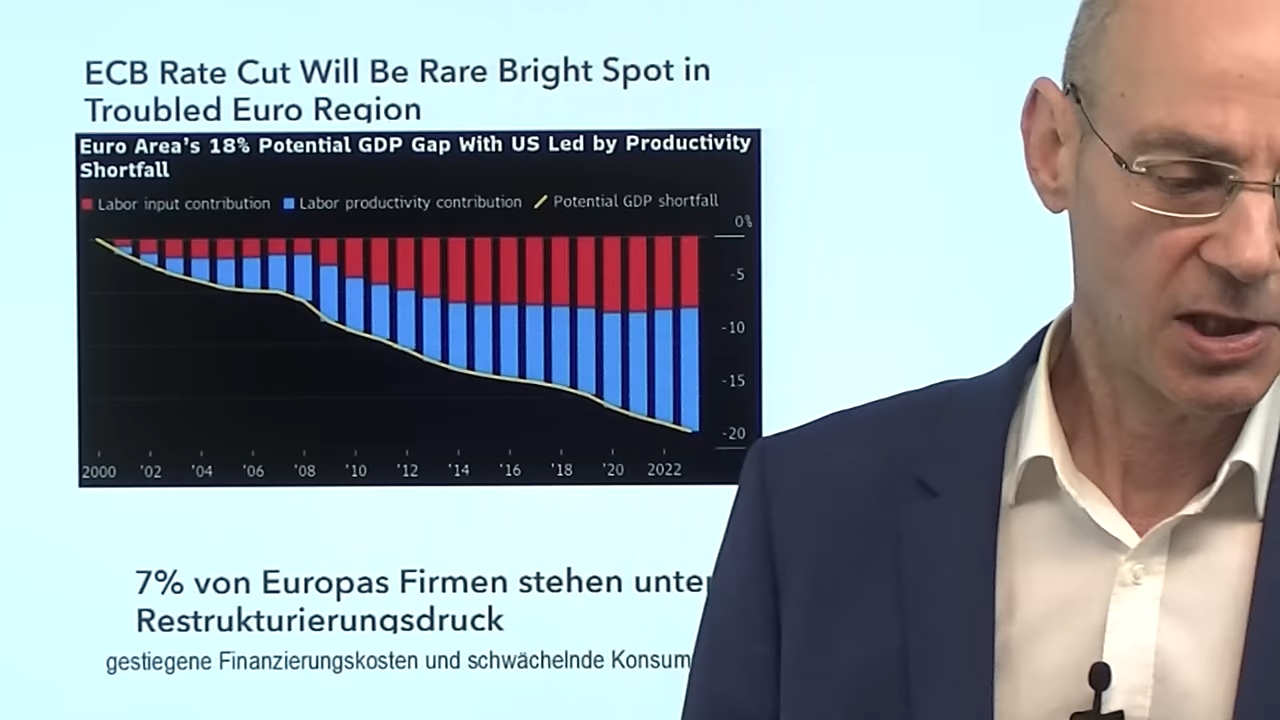 ECB Rate Cut Will Be Rare Bright Spot in
Troubled Euro Region
Euro Area's 18% Potential GDP Gap With US Led by Productivity
Shortfall
Labor input contribution Labor productivity contribution Potential GDP shortfall
0%
-5
-10
-15
-20
2000 '02 '04 '06 '08 '10 '12 '14 '16 '18 '20 2022
7% von Europas Firmen stehen unte
Restrukturierungsdruck
gestiegene Finanzierungskosten und schwächelnde Konsum